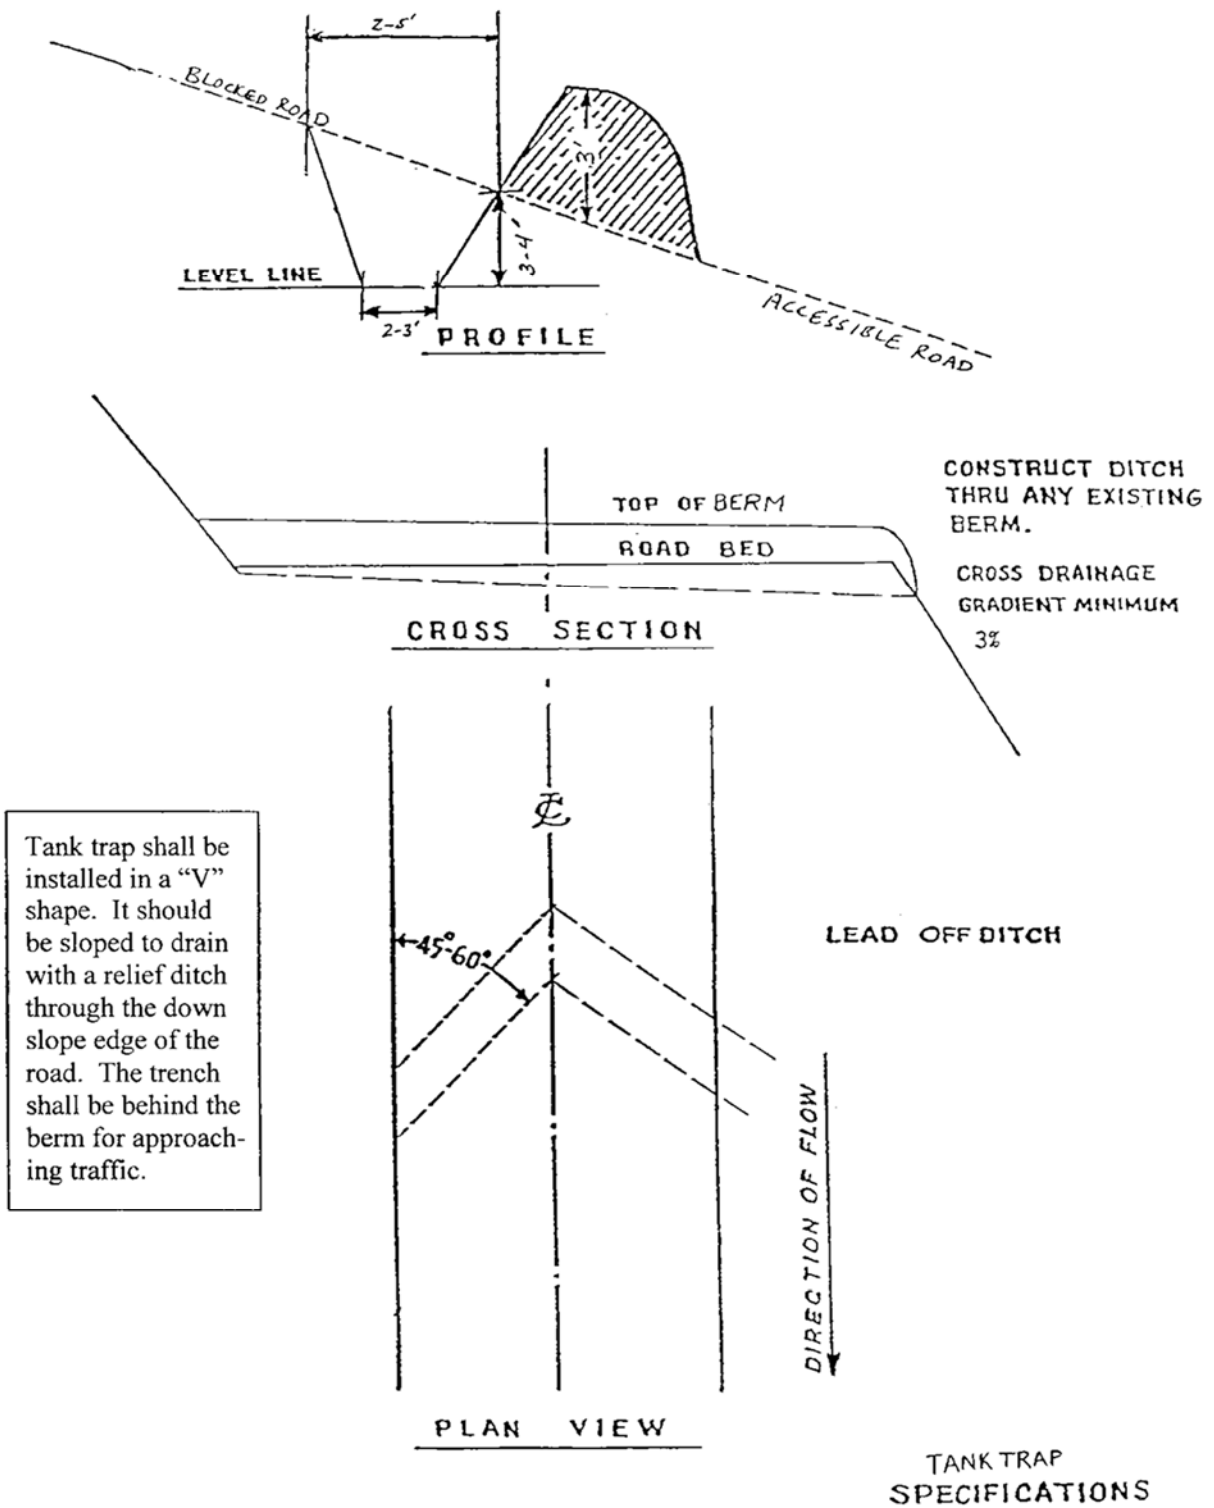 2-5'
BLOCKED ROAD
3'
3-4'
LEVEL LINE
2-3'
PROFILE
ACCESSIBLE ROAD
CONSTRUCT DITCH
THRU ANY EXISTING
BERM.
TOP OF BERM
ROAD BED
CROSS DRAINAGE
GRADIENT MINIMUM
3%
CROSS SECTION
℄
Tank trap shall be
installed in a “V”
shape. It should
be sloped to drain
with a relief ditch
through the down
slope edge of the
road. The trench
shall be behind the
berm for approach-
ing traffic.
45°-60°
LEAD OFF DITCH
DIRECTION OF FLOW
PLAN VIEW
TANK TRAP
SPECIFICATIONS